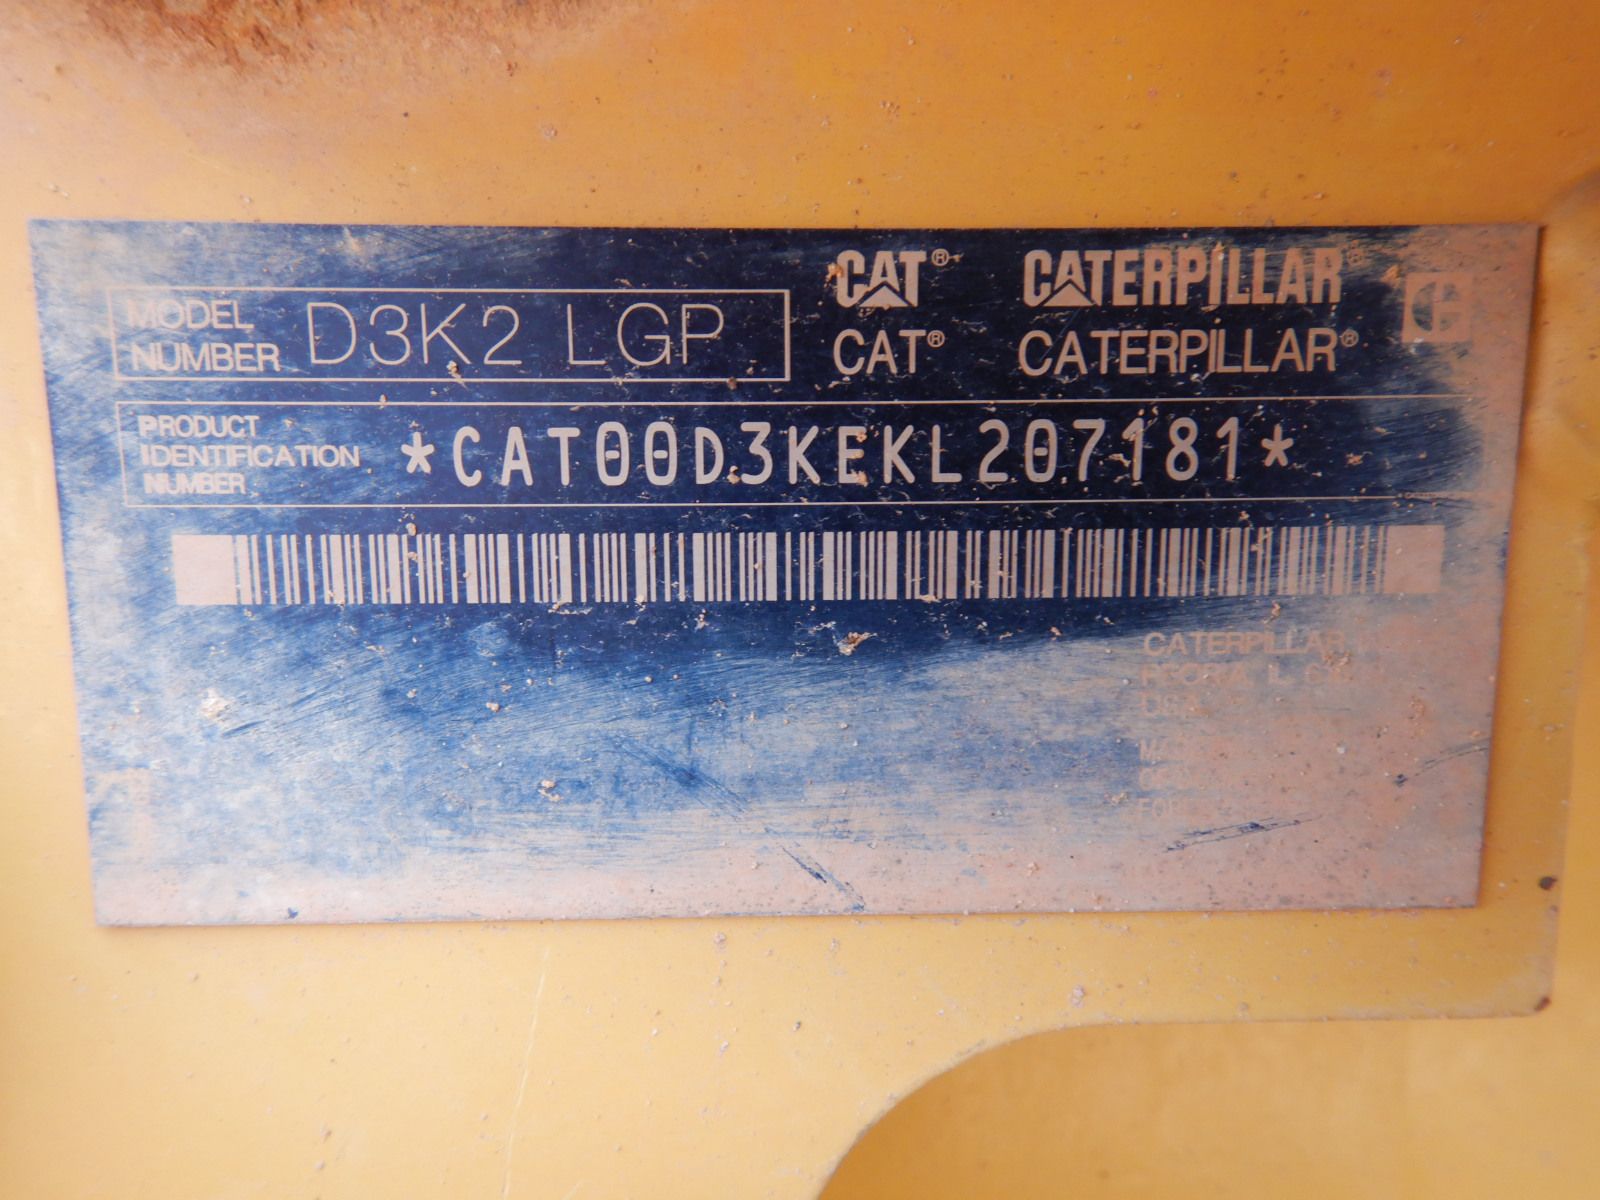 MODEL
NUMBER D3K2 LGP
CAT® CATERPILLAR®
CAT® CATERPILLAR®
PRODUCT
IDENTIFICATION
NUMBER
*CAT00D3KEKL207181*
CATERPILLAR